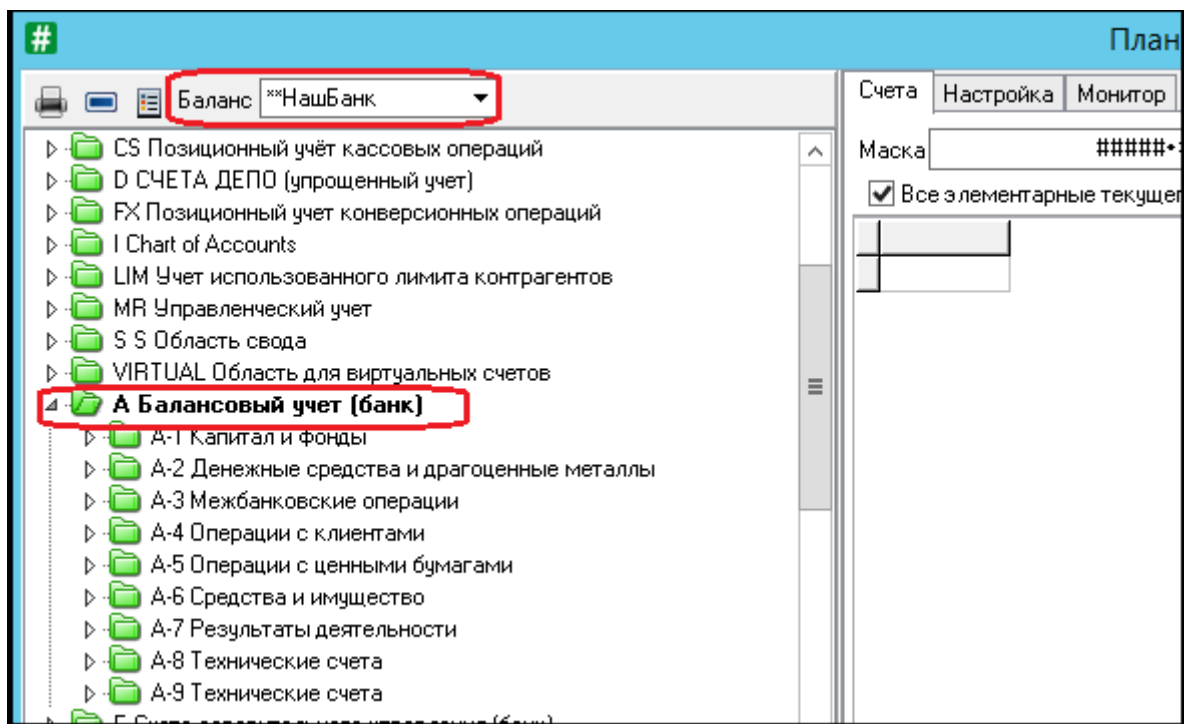 #
План
Баланс **НашБанк
CS Позиционный учёт кассовых операций
D СЧЕТА ДЕПО (упрощенный учет)
FX Позиционный учет конверсионных операций
I Chart of Accounts
LIM Учет использованного лимита контрагентов
MR Управленческий учет
S S Область свода
VIRTUAL Область для виртуальных счетов
А Балансовый учет (банк)
А-1 Капитал и фонды
А-2 Денежные средства и драгоценные металлы
А-3 Межбанковские операции
А-4 Операции с клиентами
А-5 Операции с ценными бумагами
А-6 Средства и имущество
А-7 Результаты деятельности
А-8 Технические счета
А-9 Технические счета
Счета Настройка Монитор
Маска #####•
Все элементарные текущег